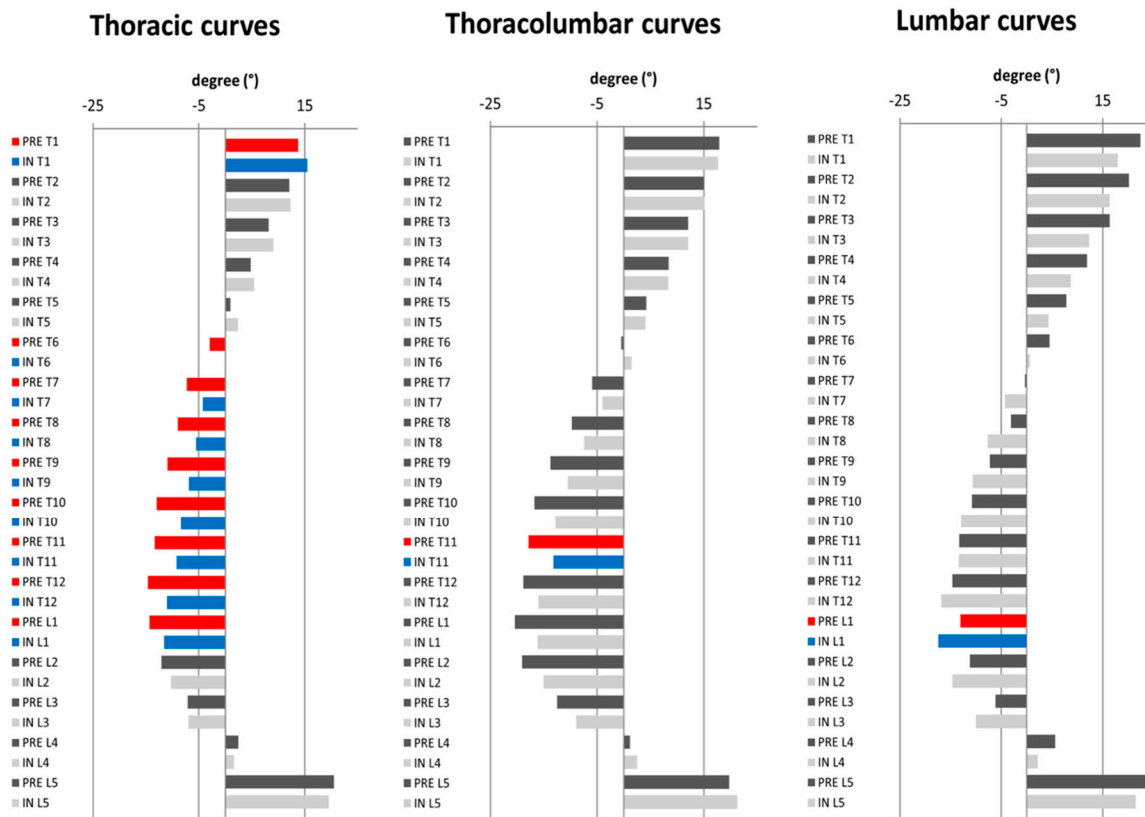 Thoracic curves
degree (°)
-25 -5 15
PRE T1
IN T1
PRE T2
IN T2
PRE T3
IN T3
PRE T4
IN T4
PRE T5
IN T5
PRE T6
IN T6
PRE T7
IN T7
PRE T8
IN T8
PRE T9
IN T9
PRE T10
IN T10
PRE T11
IN T11
PRE T12
IN T12
PRE L1
IN L1
PRE L2
IN L2
PRE L3
IN L3
PRE L4
IN L4
PRE L5
IN L5
Thoracolumbar curves
degree (°)
-25 -5 15
PRE T1
IN T1
PRE T2
IN T2
PRE T3
IN T3
PRE T4
IN T4
PRE T5
IN T5
PRE T6
IN T6
PRE T7
IN T7
PRE T8
IN T8
PRE T9
IN T9
PRE T10
IN T10
PRE T11
IN T11
PRE T12
IN T12
PRE L1
IN L1
PRE L2
IN L2
PRE L3
IN L3
PRE L4
IN L4
PRE L5
IN L5
Lumbar curves
degree (°)
-25 -5 15
PRE T1
IN T1
PRE T2
IN T2
PRE T3
IN T3
PRE T4
IN T4
PRE T5
IN T5
PRE T6
IN T6
PRE T7
IN T7
PRE T8
IN T8
PRE T9
IN T9
PRE T10
IN T10
PRE T11
IN T11
PRE T12
IN T12
PRE L1
IN L1
PRE L2
IN L2
PRE L3
IN L3
PRE L4
IN L4
PRE L5
IN L5